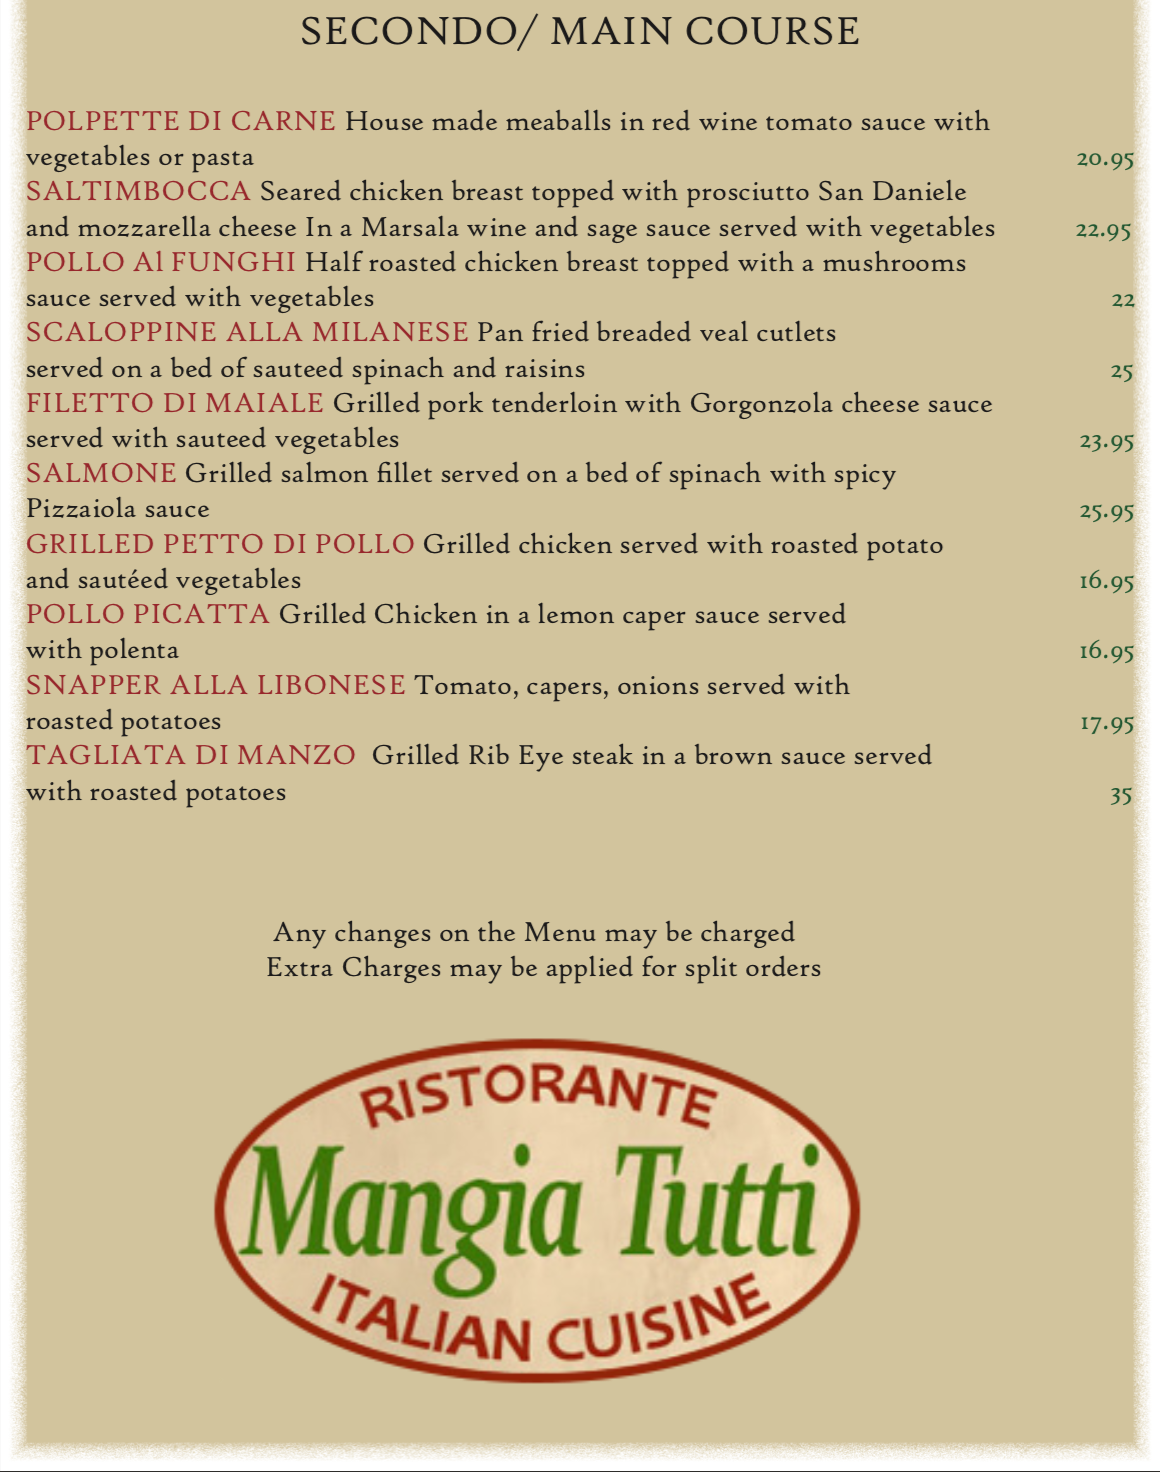 SECONDO/ MAIN COURSE
POLPETTE DI CARNE House made meaballs in red wine tomato sauce with
vegetables or pasta 20.95
SALTIMBOCCA Seared chicken breast topped with prosciutto San Daniele
and mozzarella cheese In a Marsala wine and sage sauce served with vegetables 22.95
POLLO Al FUNGHI Half roasted chicken breast topped with a mushrooms
sauce served with vegetables 22
SCALOPPINE ALLA MILANESE Pan fried breaded veal cutlets
served on a bed of sauteed spinach and raisins 25
FILETTO DI MAIALE Grilled pork tenderloin with Gorgonzola cheese sauce
served with sauteed vegetables 23.95
SALMONE Grilled salmon fillet served on a bed of spinach with spicy
Pizzaiola sauce 25.95
GRILLED PETTO DI POLLO Grilled chicken served with roasted potato
and sautéed vegetables 16.95
POLLO PICATTA Grilled Chicken in a lemon caper sauce served
with polenta 16.95
SNAPPER ALLA LIBONESE Tomato, capers, onions served with
roasted potatoes 17.95
TAGLIATA DI MANZO Grilled Rib Eye steak in a brown sauce served
with roasted potatoes 35
Any changes on the Menu may be charged
Extra Charges may be applied for split orders
RISTORANTE
Mangia Tutti
ITALIAN CUISINE